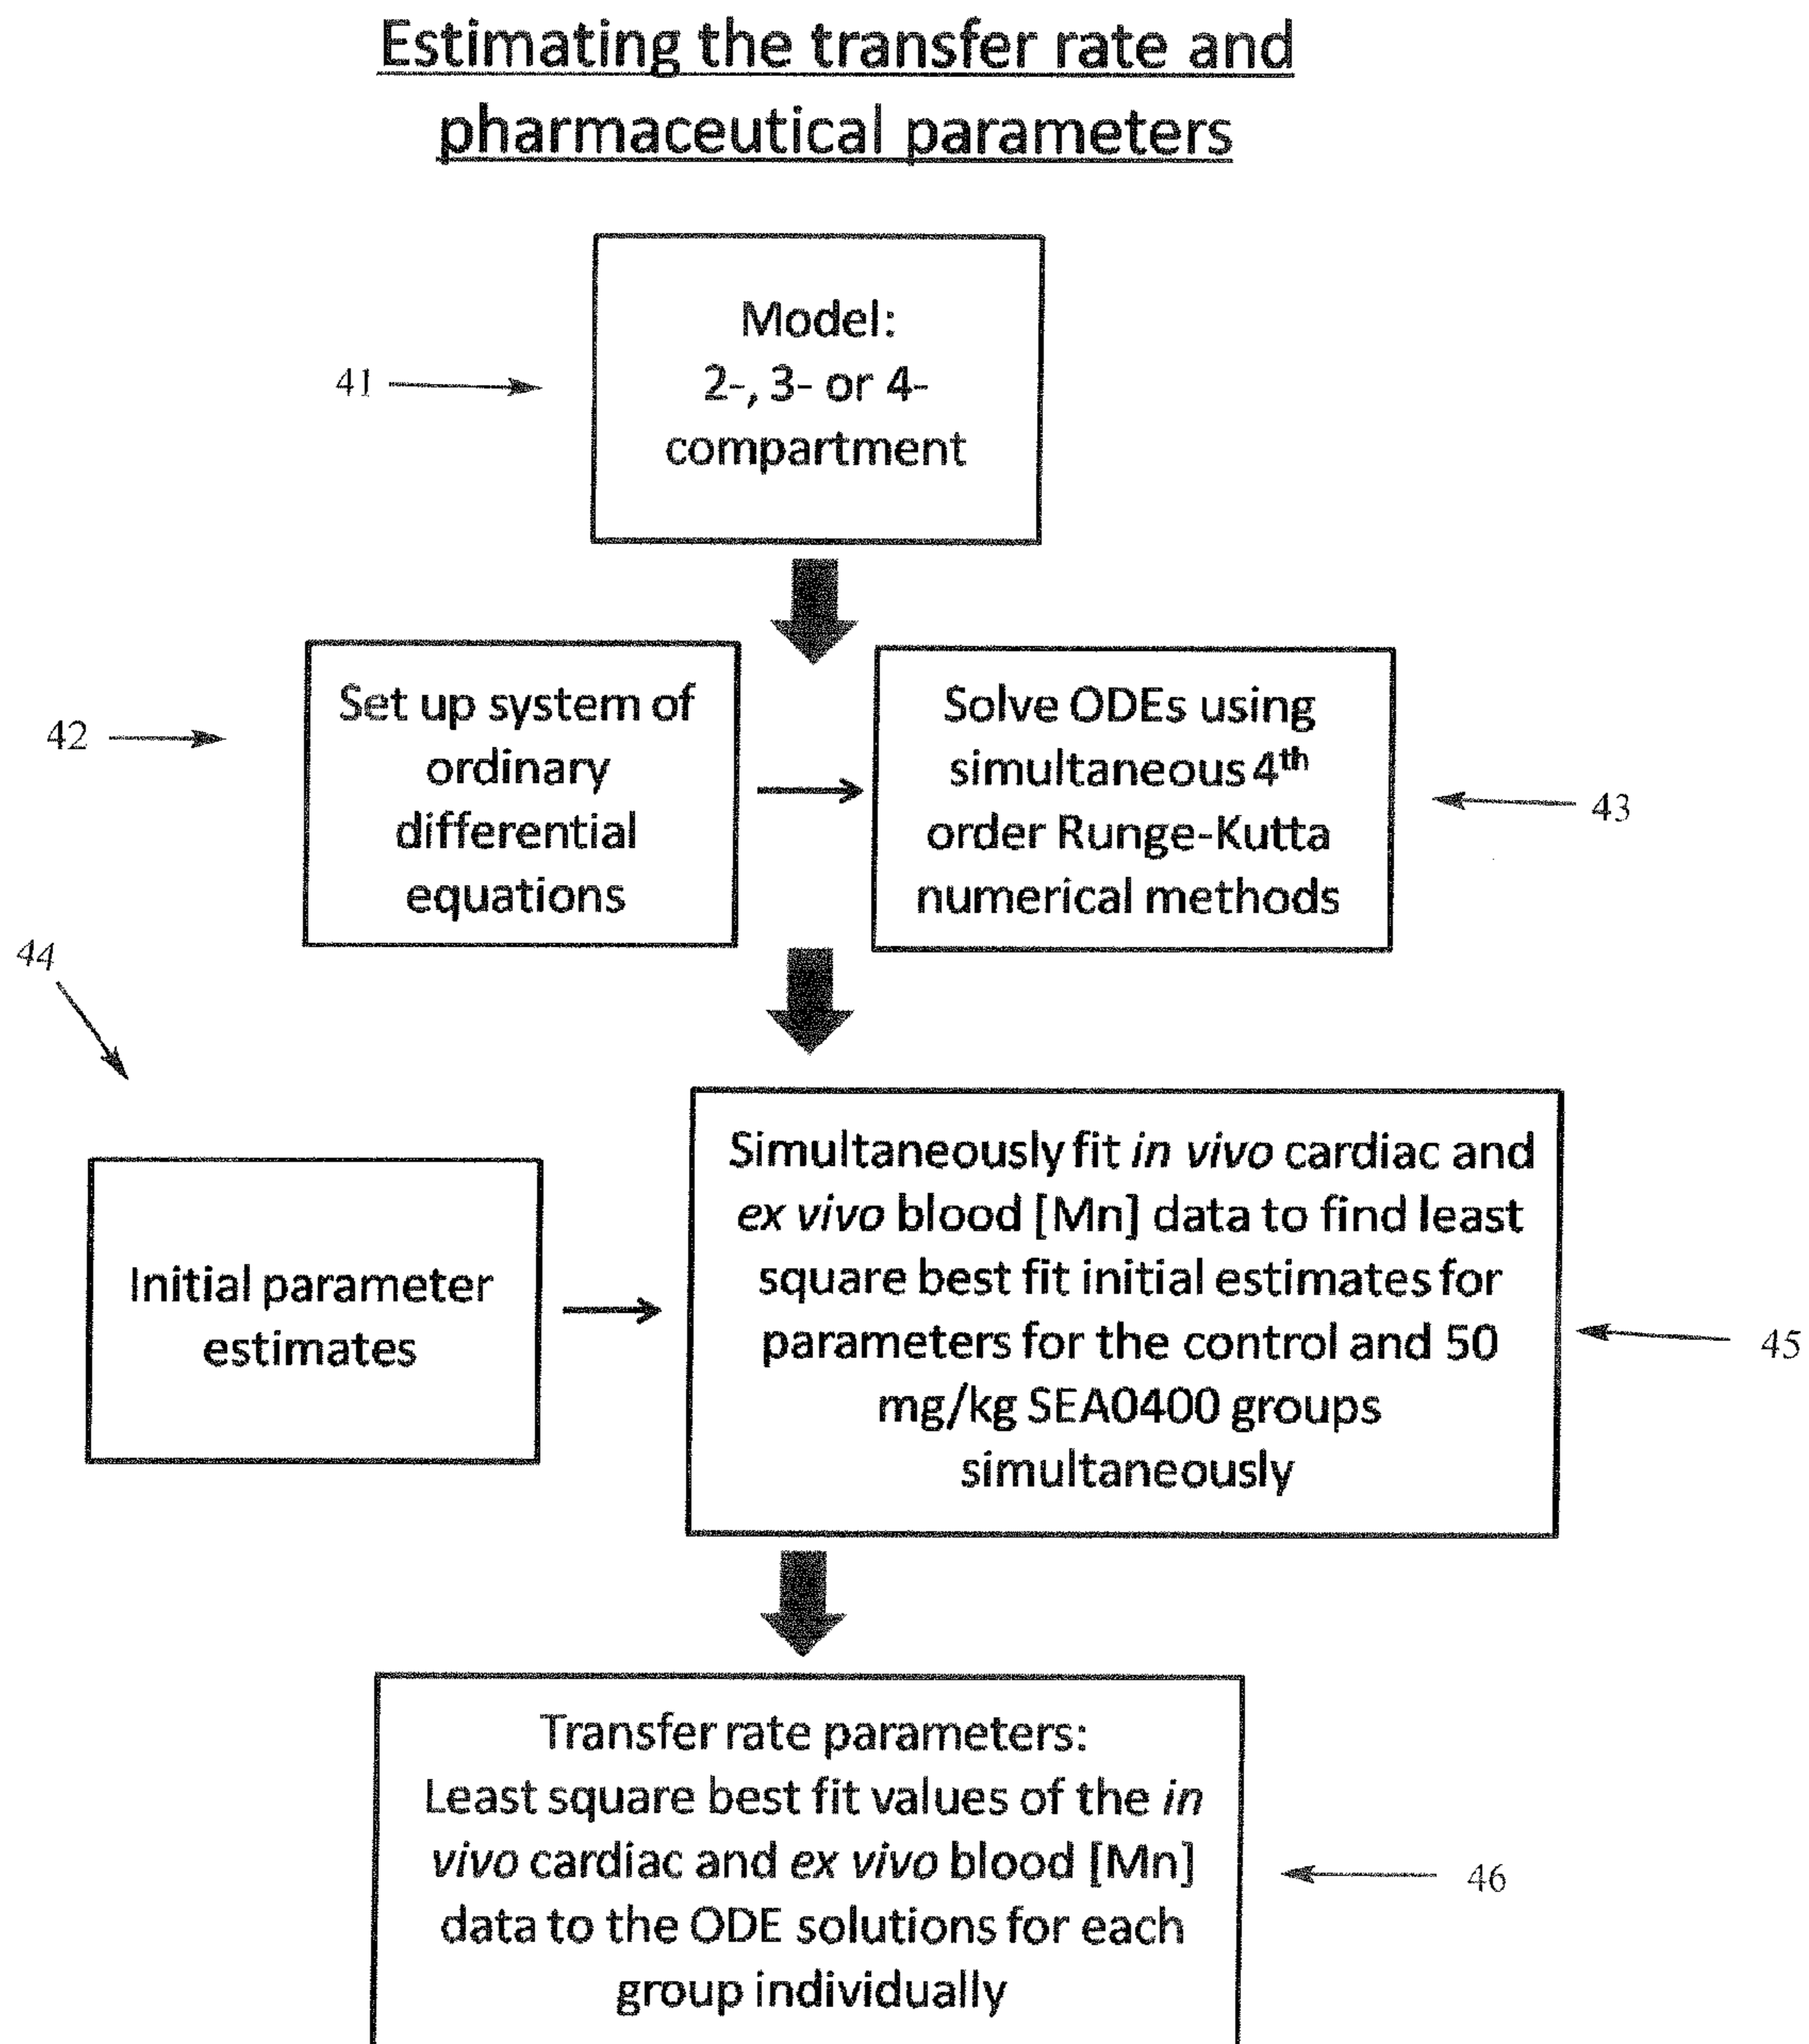 Estimating the transfer rate and
pharmaceutical parameters
Model:
2-, 3- or 4-
compartment
41
Set up system of
ordinary
differential
equations
42
Solve ODEs using
simultaneous 4th
order Runge-Kutta
numerical methods
43
44
Initial parameter
estimates
Simultaneously fit in vivo cardiac and
ex vivo blood [Mn] data to find least
square best fit initial estimates for
parameters for the control and 50
mg/kg SEA0400 groups
simultaneously
45
Transfer rate parameters:
Least square best fit values of the in
vivo cardiac and ex vivo blood [Mn]
data to the ODE solutions for each
group individually
46